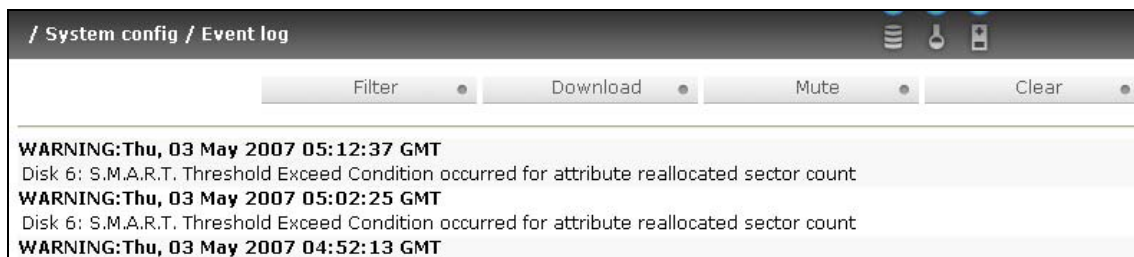 / System config / Event log
Filter
Download
Mute
Clear
WARNING:Thu, 03 May 2007 05:12:37 GMT
Disk 6: S.M.A.R.T. Threshold Exceed Condition occurred for attribute reallocated sector count
WARNING:Thu, 03 May 2007 05:02:25 GMT
Disk 6: S.M.A.R.T. Threshold Exceed Condition occurred for attribute reallocated sector count
WARNING:Thu, 03 May 2007 04:52:13 GMT